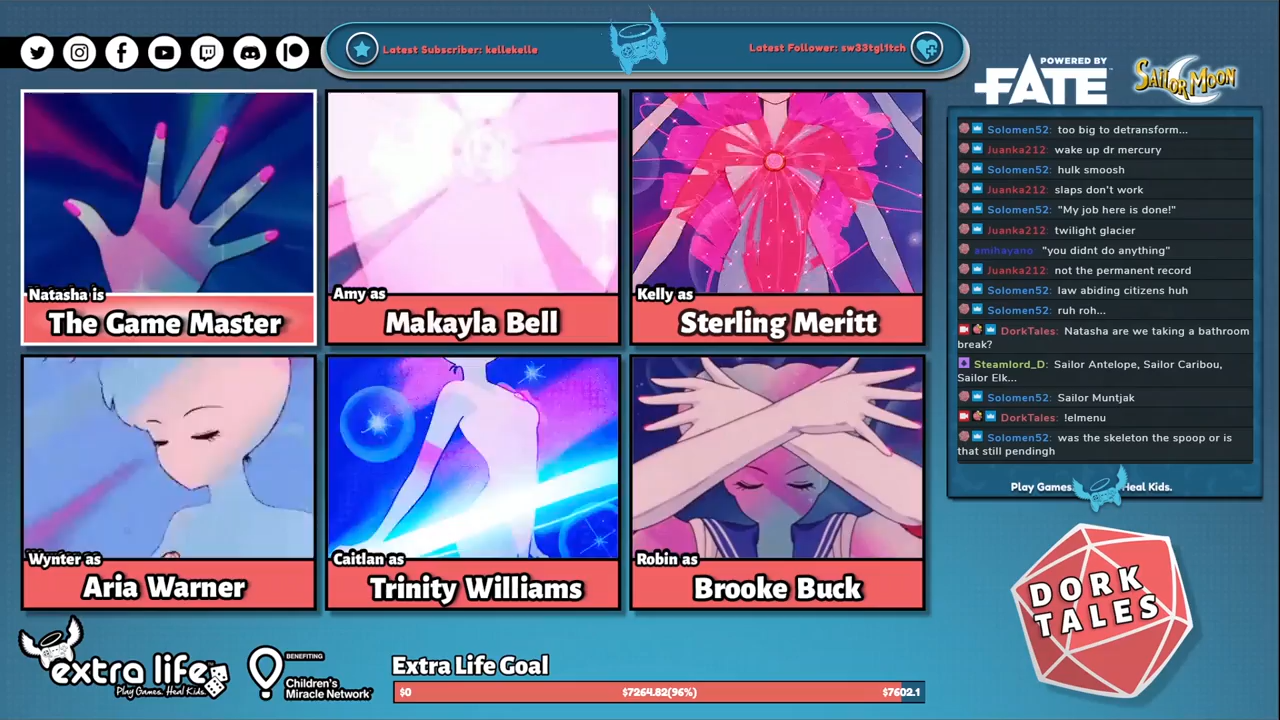 Latest Subscriber: kellekelle
Latest Follower: sw33tgl1tch
POWERED BY
FATE
SAILOR MOON
Natasha is
The Game Master
Amy as
Makayla Bell
Kelly as
Sterling Meritt
Wynter as
Aria Warner
Caitlan as
Trinity Williams
Robin as
Brooke Buck
Solomen52: too big to detransform...
Juanka212: wake up dr mercury
Solomen52: hulk smoosh
Juanka212: slaps don't work
Solomen52: "My job here is done!"
Juanka212: twilight glacier
amihayano "you didnt do anything"
Juanka212: not the permanent record
Solomen52: law abiding citizens huh
Solomen52: ruh roh...
DorkTales: Natasha are we taking a bathroom
break?
Steamlord_D: Sailor Antelope, Sailor Caribou,
Sailor Elk...
Solomen52: Sailor Muntjak
DorkTales: !elmenu
Solomen52: was the skeleton the spoop or is
that still pendingh
Play Games. Heal Kids.
DORK
TALES
extra life
Play Games. Heal Kids.
BENEFITING
Children's
Miracle Network
Extra Life Goal
$0 $7264.82(96%) $7602.1